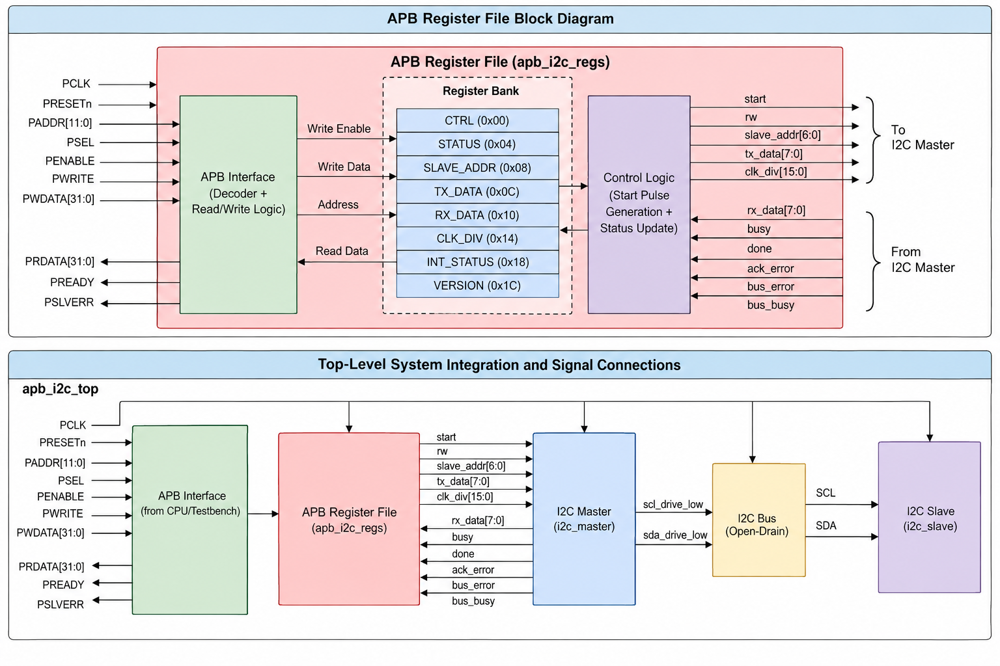 APB Register File Block Diagram
APB Register File (apb_i2c_regs)
PCLK
PRESETn
PADDR[11:0]
PSEL
PENABLE
PWRITE
PWDATA[31:0]
PRDATA[31:0]
PREADY
PSLVERR
APB Interface
(Decoder +
Read/Write Logic)
Write Enable
Write Data
Address
Read Data
Register Bank
CTRL (0x00)
STATUS (0x04)
SLAVE_ADDR (0x08)
TX_DATA (0x0C)
RX_DATA (0x10)
CLK_DIV (0x14)
INT_STATUS (0x18)
VERSION (0x1C)
Control Logic
(Start Pulse
Generation +
Status Update)
start
rw
slave_addr[6:0]
tx_data[7:0]
clk_div[15:0]
To
I2C Master
rx_data[7:0]
busy
done
ack_error
bus_error
bus_busy
From
I2C Master
Top-Level System Integration and Signal Connections
apb_i2c_top
PCLK
PRESETn
PADDR[11:0]
PSEL
PENABLE
PWRITE
PWDATA[31:0]
PRDATA[31:0]
PREADY
PSLVERR
APB Interface
(from CPU/Testbench)
APB Register File
(apb_i2c_regs)
start
rw
slave_addr[6:0]
tx_data[7:0]
clk_div[15:0]
rx_data[7:0]
busy
done
ack_error
bus_error
bus_busy
I2C Master
(i2c_master)
scl_drive_low
sda_drive_low
I2C Bus
(Open-Drain)
SCL
SDA
I2C Slave
(i2c_slave)